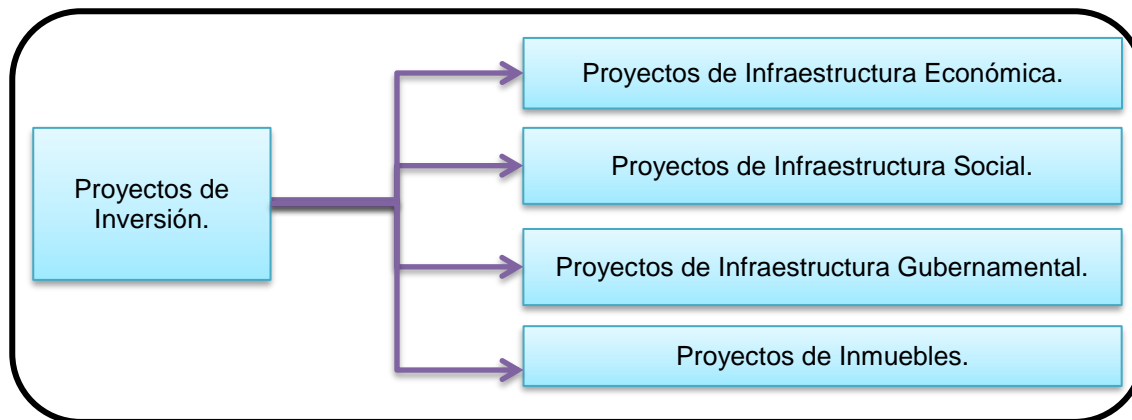 Proyectos de Infraestructura Económica.
Proyectos de Infraestructura Social.
Proyectos de
Inversión.
Proyectos de Infraestructura Gubernamental.
Proyectos de Inmuebles.